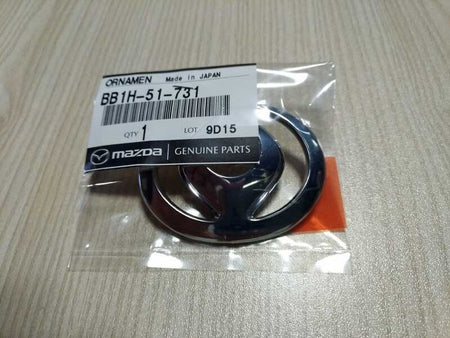 ORNAMEN Made in JAPAN
BB1H-51-731
QTY 1 LOT 9D15
mazda GENUINE PARTS